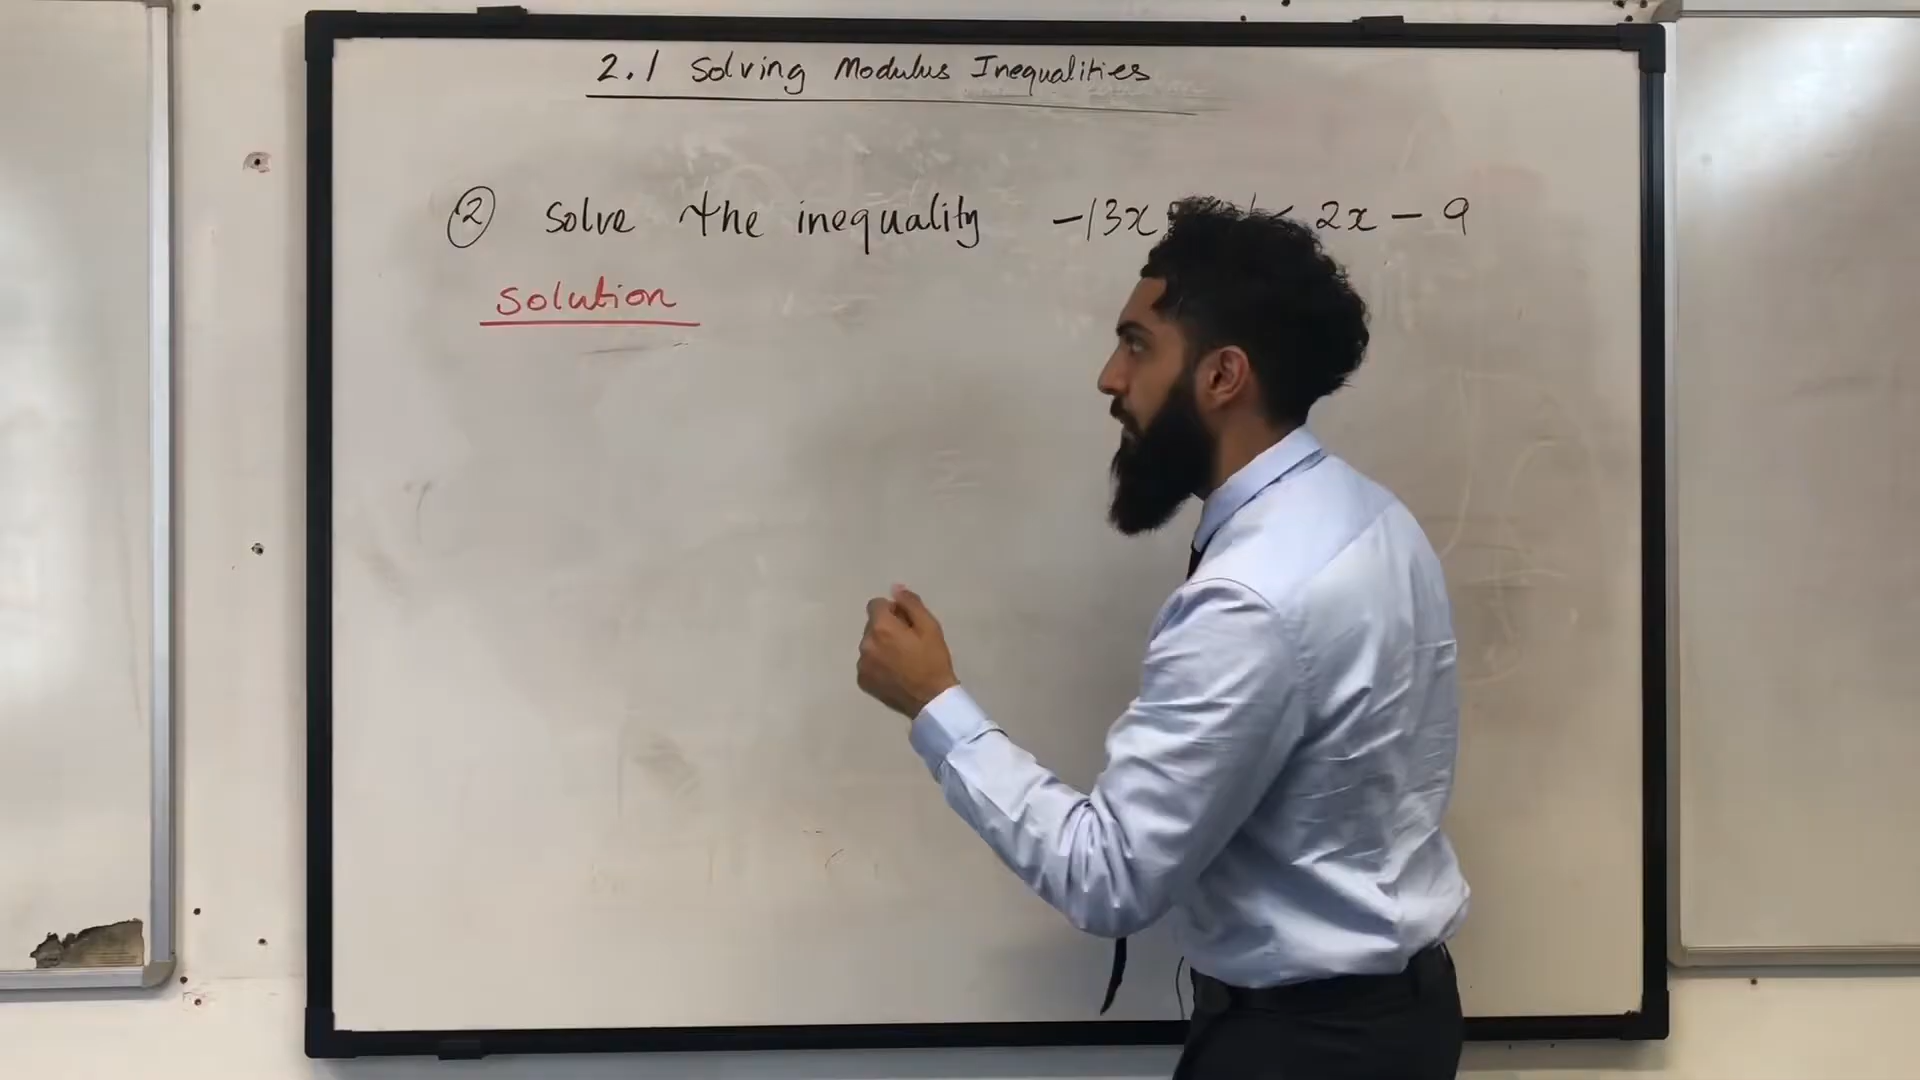 2.1 Solving Modulus Inequalities
② Solve the inequality -|3x < 2x - 9
Solution